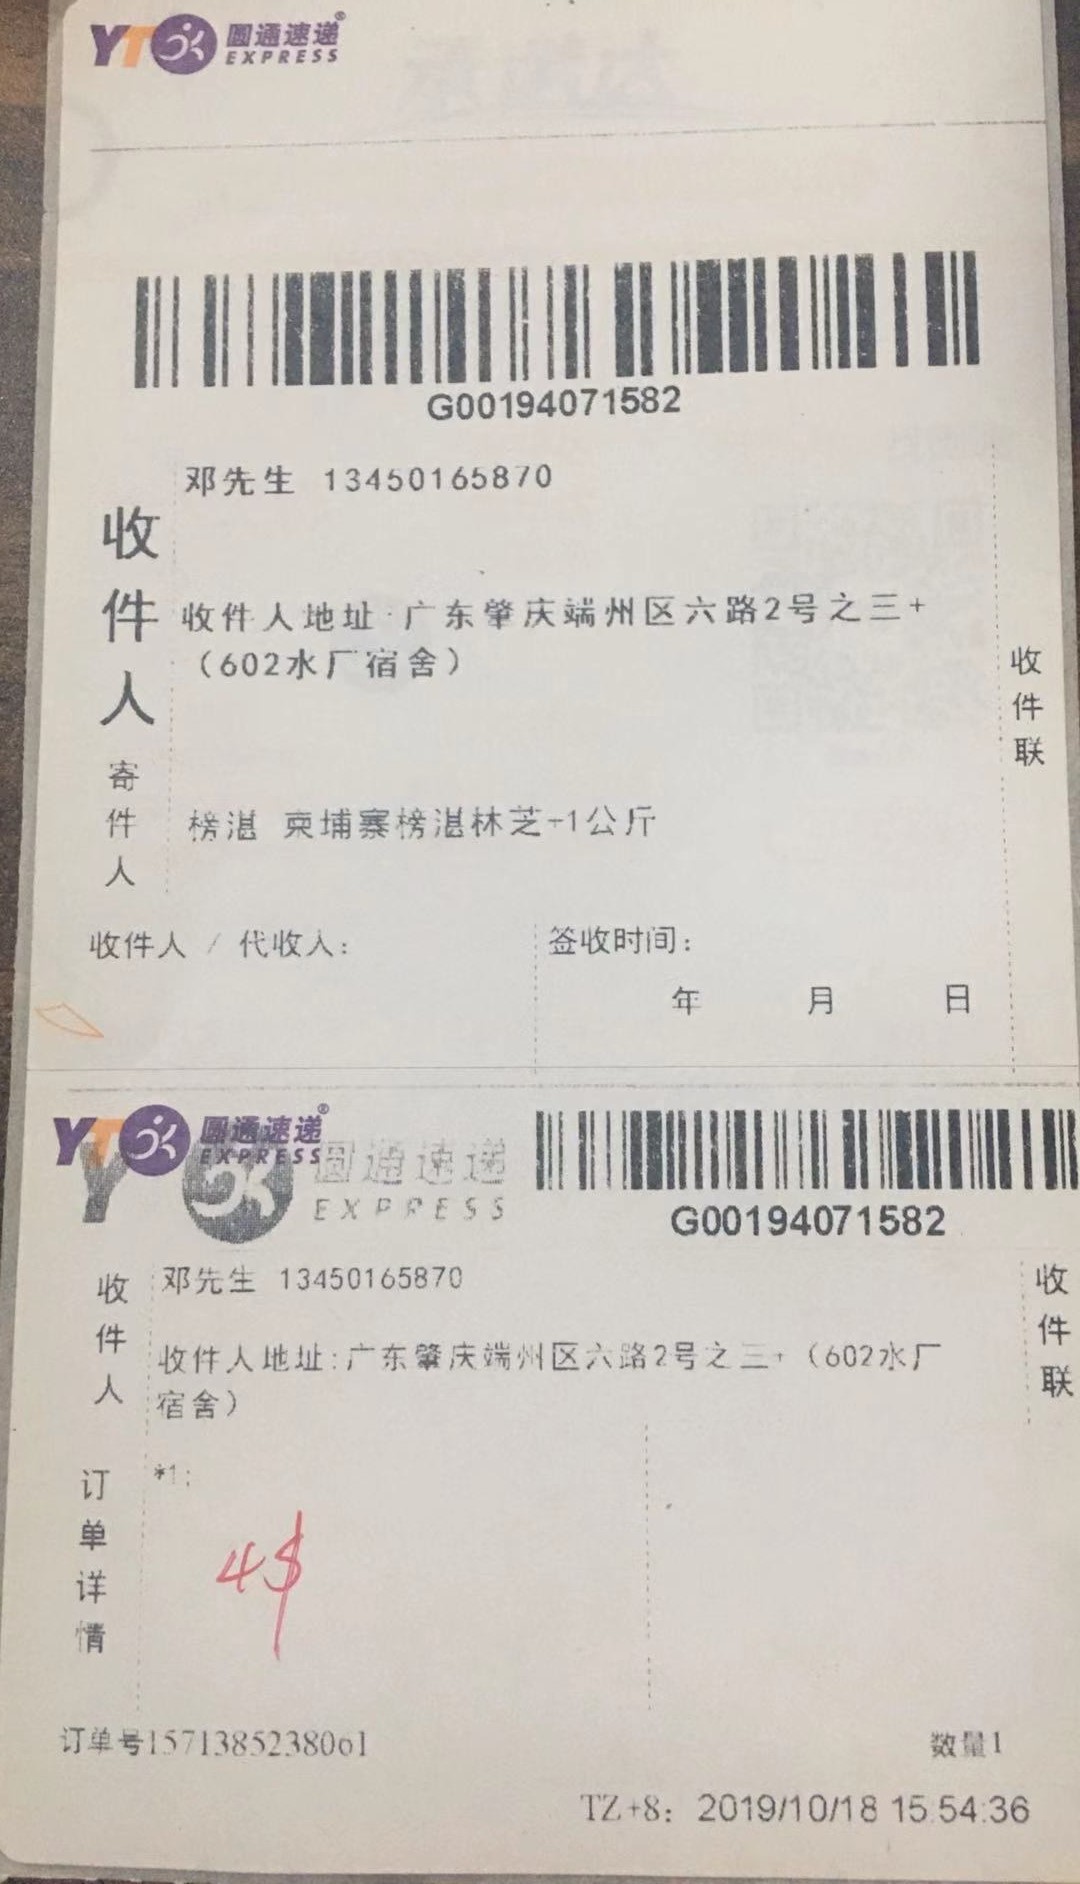 YTO 圆通速递®
EXPRESS
G00194071582
邓先生 13450165870
收件人
收件人地址:广东肇庆端州区六路2号之三+
(602水厂宿舍)
收件联
寄件人
榜湛 柬埔寨榜湛林芝-1公斤
收件人 / 代收人:
签收时间:
年 月 日
YTO 圆通速递®
EXPRESS
Y 圆通速递
EXPRESS
G00194071582
收件人
邓先生 13450165870
收件人地址:广东肇庆端州区六路2号之三+(602水厂
宿舍)
收件联
订单详情
*1;
4$
订单号15713852380o1
数量1
TZ+8: 2019/10/18 15:54:36